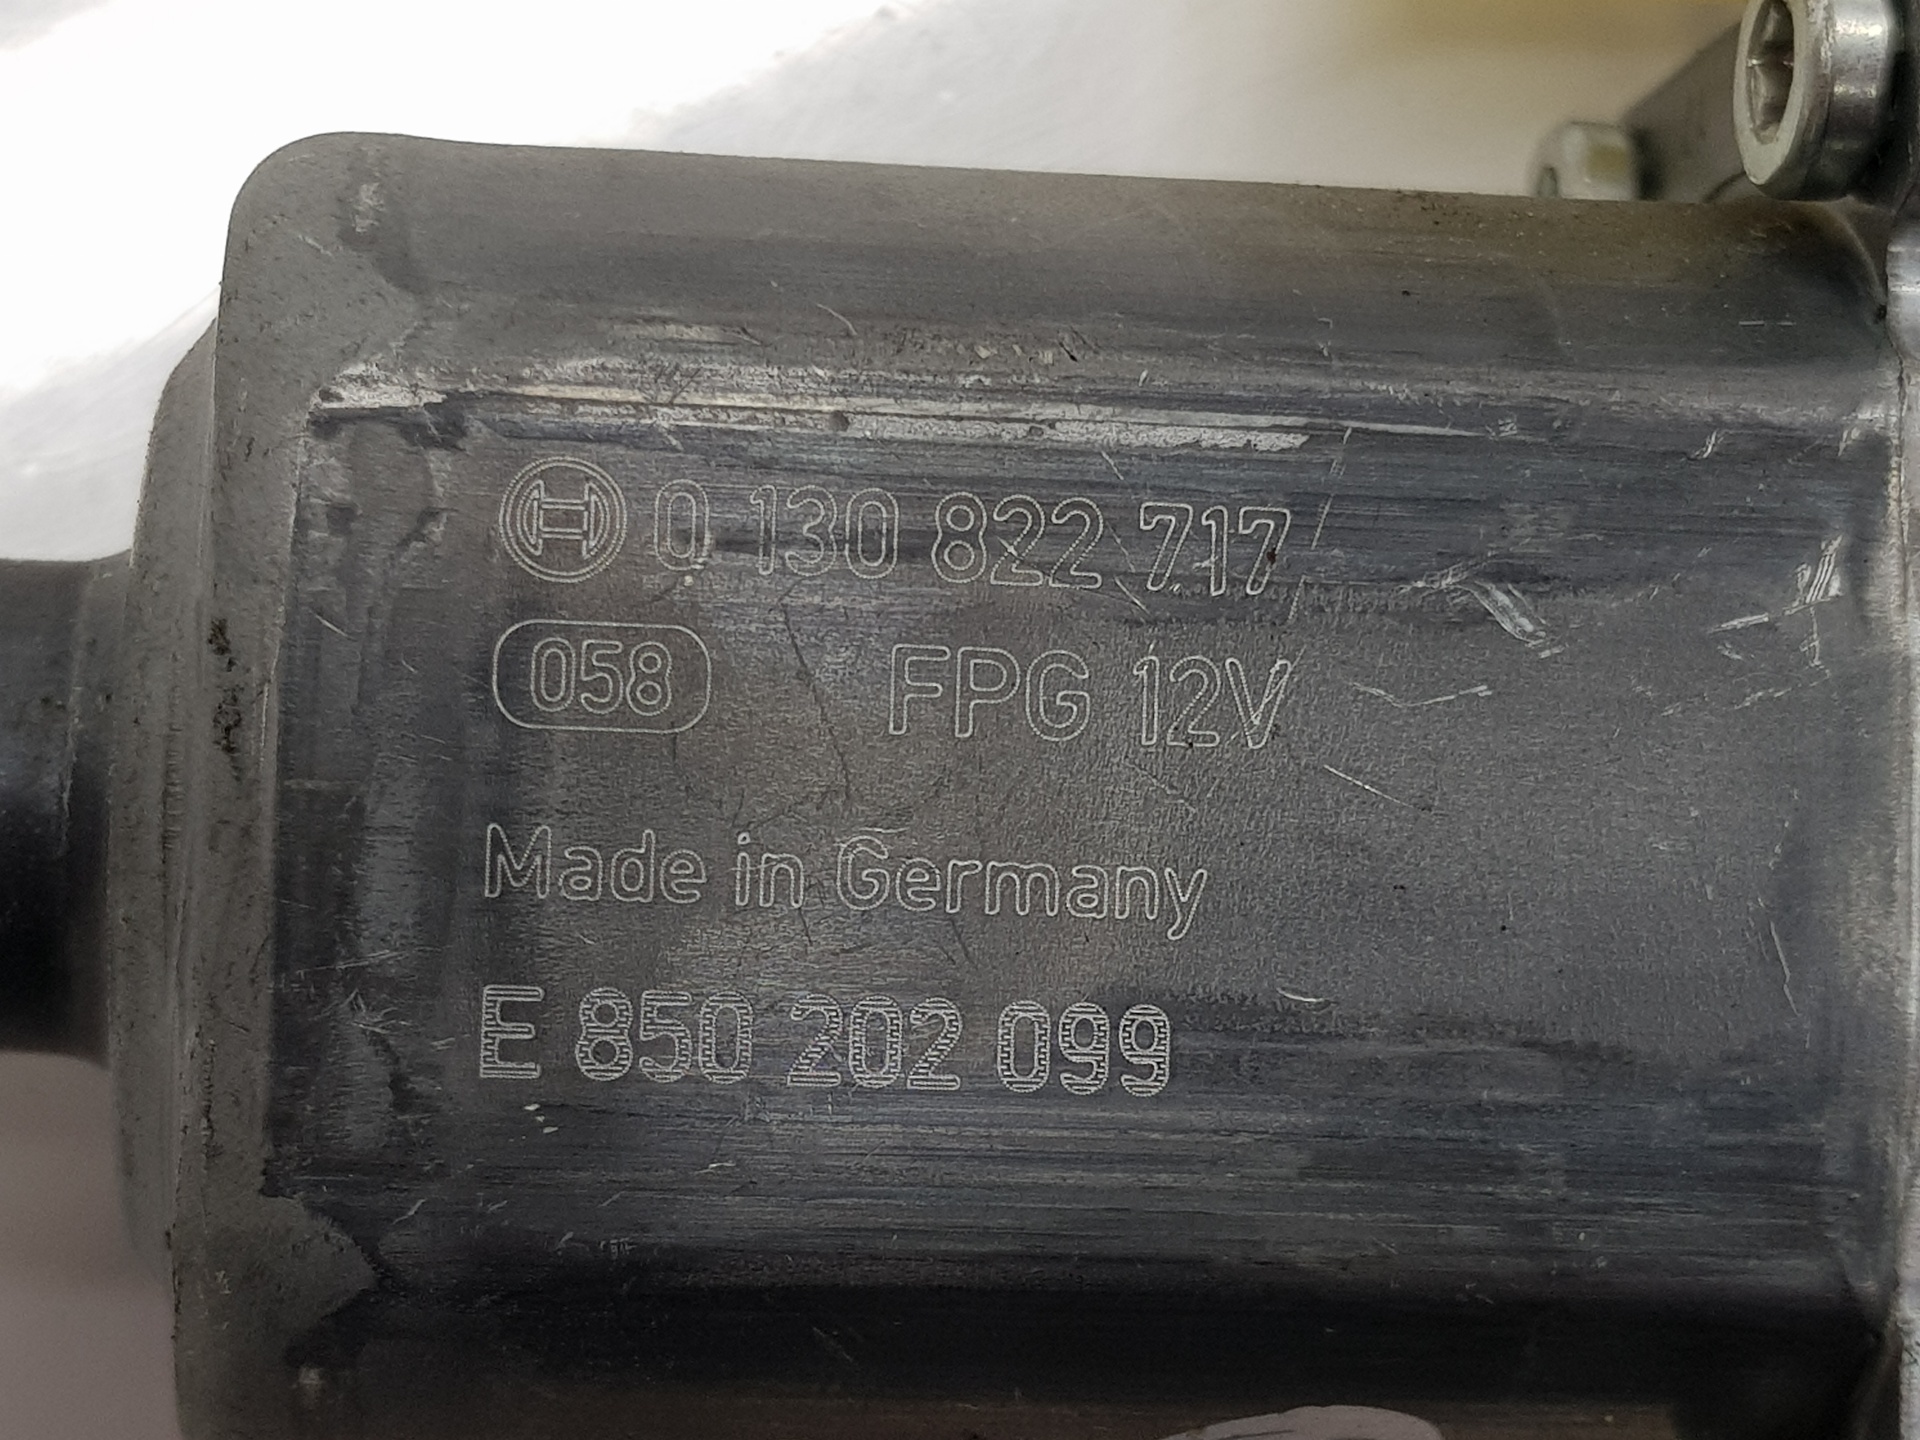 0 130 822 717
058 FPG 12V
Made in Germany
E 850 202 099